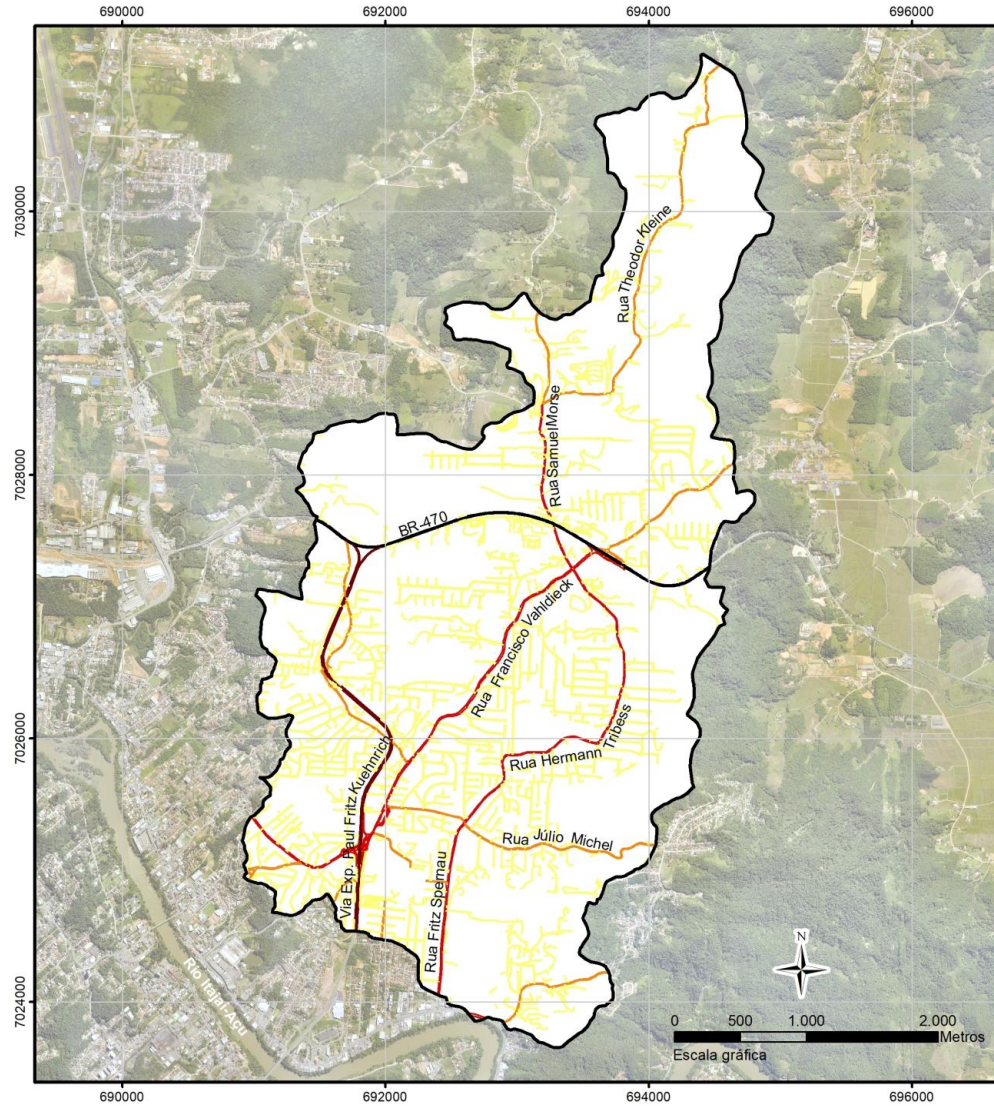 690000 692000 694000 696000
7030000
Rua Theodor Kleine
Rua Samuel Morse
7028000
BR-470
Rua Francisco Vahldieck
7026000
Rua Hermann Tribess
Via Exp. Paul Fritz Kuehnrich
Rua Júlio Michel
Rua Fritz Spernau
Rio Itajaí-Açu
N
7024000
0 500 1.000 2.000
Metros
Escala gráfica
690000 692000 694000 696000